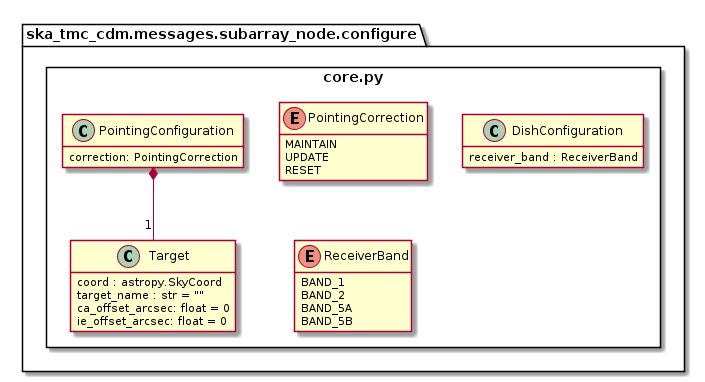 ska_tmc_cdm.messages.subarray_node.configure
core.py
C PointingConfiguration
correction: PointingCorrection
E PointingCorrection
MAINTAIN
UPDATE
RESET
C DishConfiguration
receiver_band : ReceiverBand
1
C Target
coord : astropy.SkyCoord
target_name : str = ""
ca_offset_arcsec: float = 0
ie_offset_arcsec: float = 0
E ReceiverBand
BAND_1
BAND_2
BAND_5A
BAND_5B